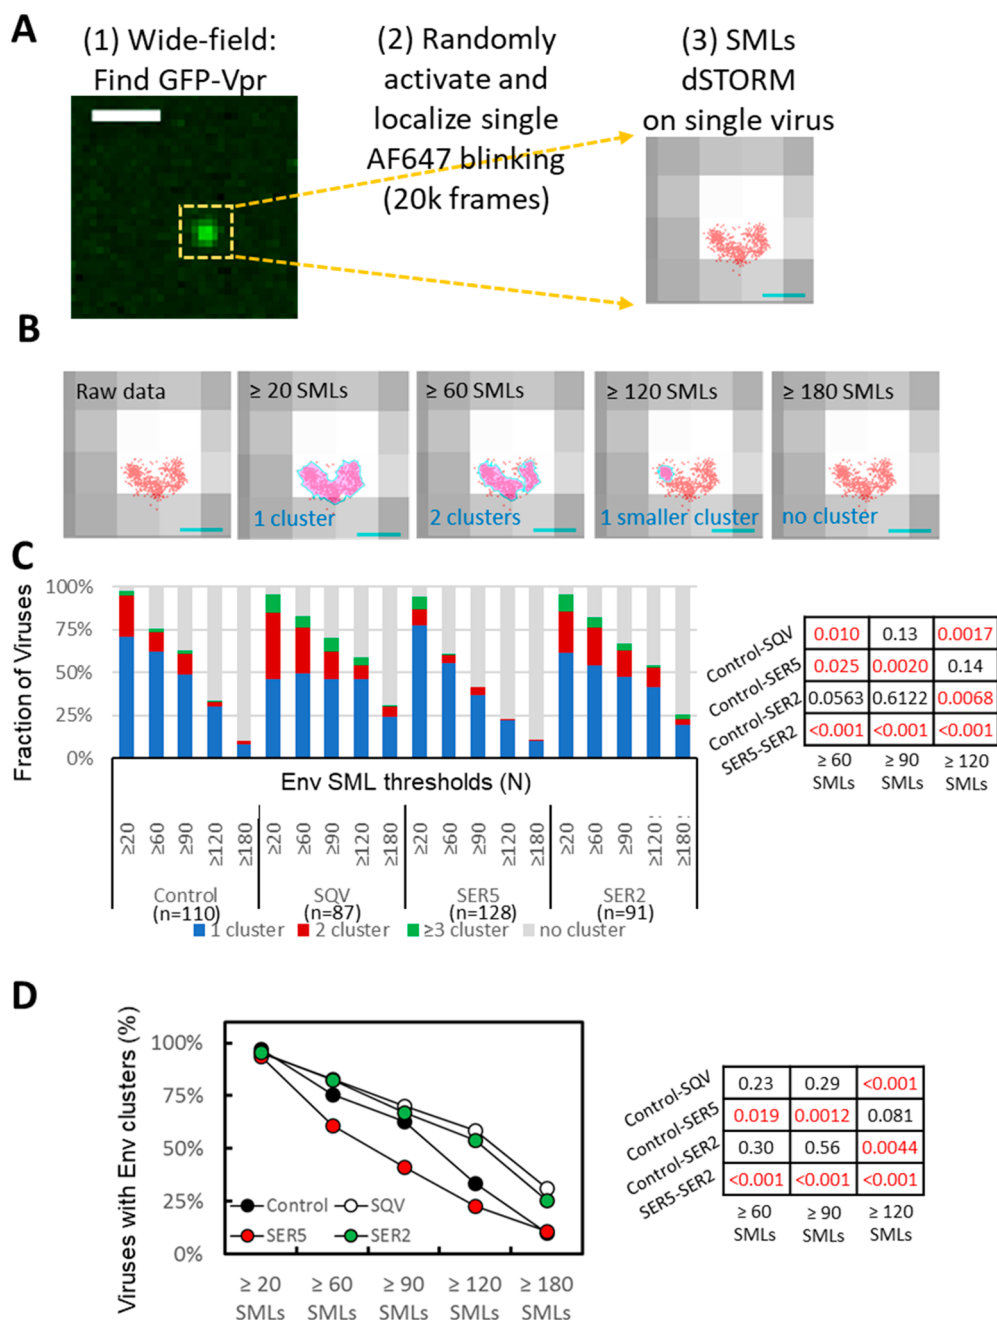 A
(1) Wide-field:
Find GFP-Vpr
(2) Randomly
activate and
localize single
AF647 blinking
(20k frames)
(3) SMLs
dSTORM
on single virus
B
Raw data
≥ 20 SMLs
≥ 60 SMLs
≥ 120 SMLs
≥ 180 SMLs
1 cluster
2 clusters
1 smaller cluster
no cluster
C
Fraction of Viruses
100%
75%
50%
25%
0%
Env SML thresholds (N)
≥20 ≥60 ≥90 ≥120 ≥180
≥20 ≥60 ≥90 ≥120 ≥180
≥20 ≥60 ≥90 ≥120 ≥180
≥20 ≥60 ≥90 ≥120 ≥180
Control SQV SER5 SER2
(n=110) (n=87) (n=128) (n=91)
1 cluster 2 cluster ≥3 cluster no cluster
Control-SQV 0.010 0.13 0.0017
Control-SER5 0.025 0.0020 0.14
Control-SER2 0.0563 0.6122 0.0068
SER5-SER2 <0.001 <0.001 <0.001
≥ 60 ≥ 90 ≥ 120
SMLs SMLs SMLs
D
Viruses with Env clusters (%)
100%
75%
50%
25%
0%
Control SQV
SER5 SER2
≥ 20 ≥ 60 ≥ 90 ≥ 120 ≥ 180
SMLs SMLs SMLs SMLs SMLs
Control-SQV 0.23 0.29 <0.001
Control-SER5 0.019 0.0012 0.081
Control-SER2 0.30 0.56 0.0044
SER5-SER2 <0.001 <0.001 <0.001
≥ 60 ≥ 90 ≥ 120
SMLs SMLs SMLs